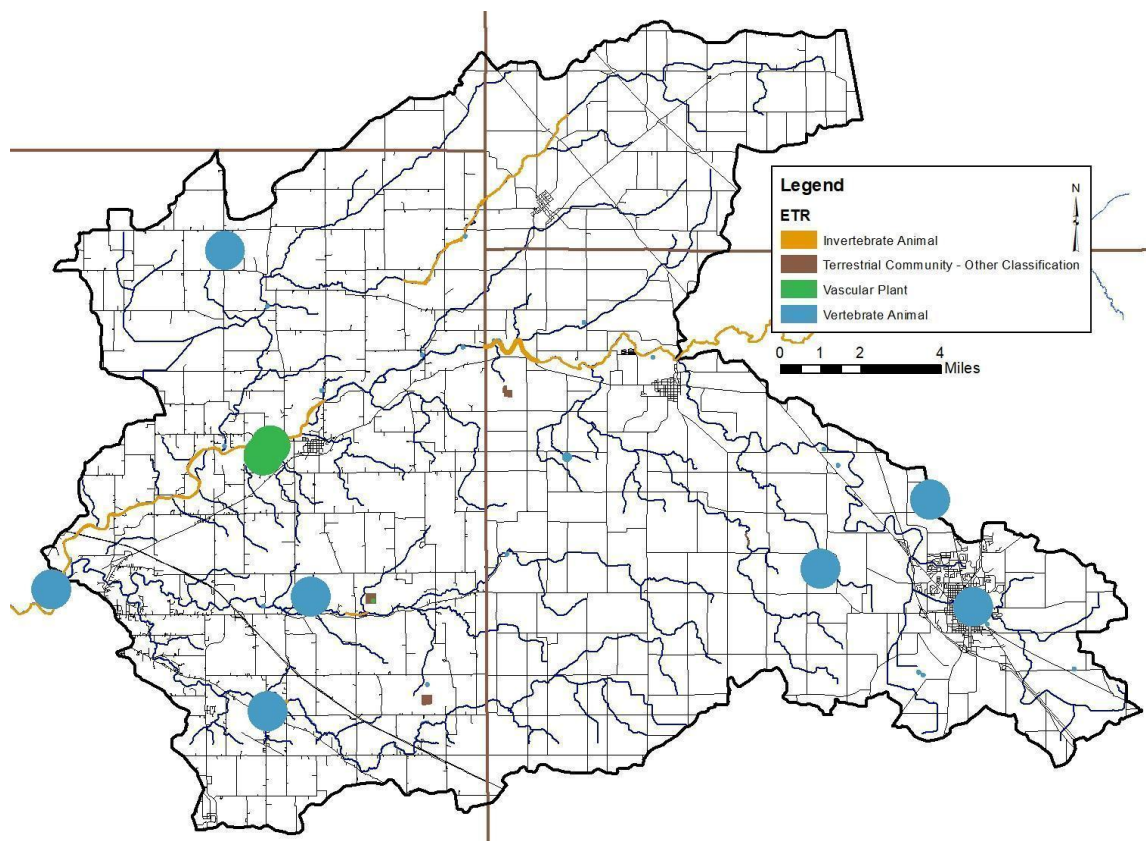 Legend
N
ETR
Invertebrate Animal
Terrestrial Community - Other Classification
Vascular Plant
Vertebrate Animal
0 1 2 4
Miles